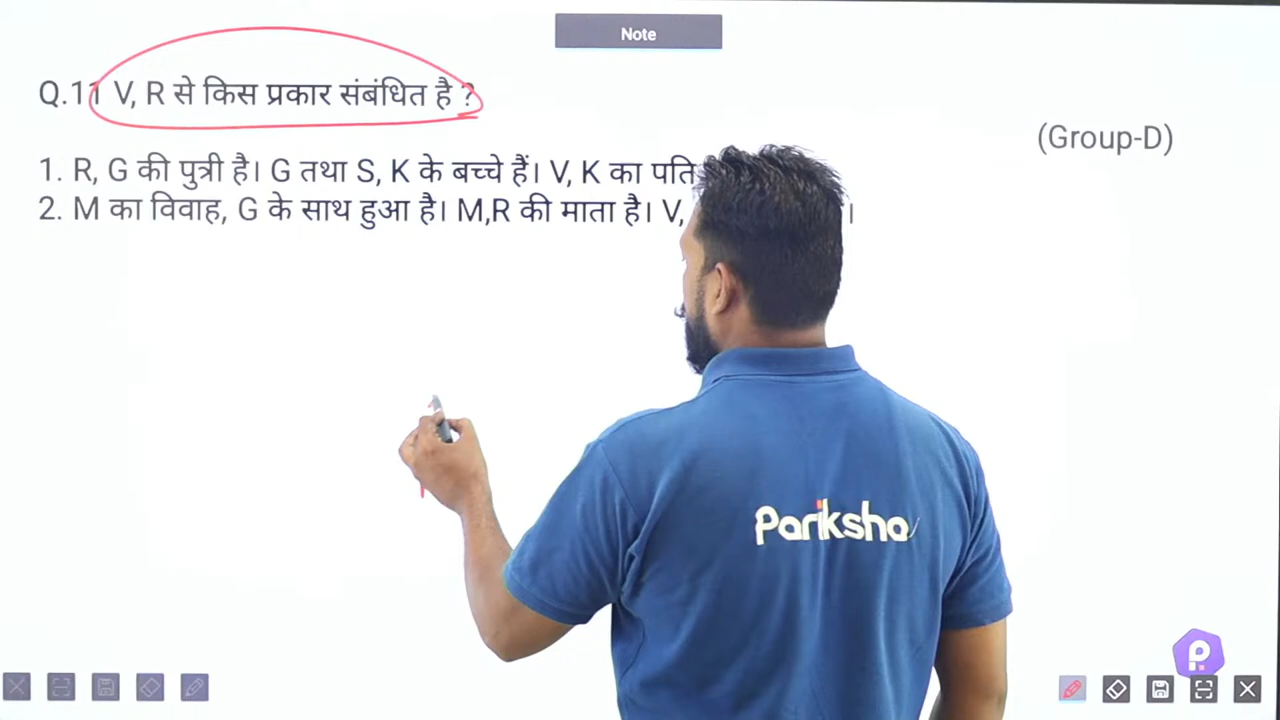 Note
Q.11 V, R से किस प्रकार संबंधित है ?
(Group-D)
1. R, G की पुत्री है। G तथा S, K के बच्चे हैं। V, K का पति
2. M का विवाह, G के साथ हुआ है। M,R की माता है। V,
Pariksha